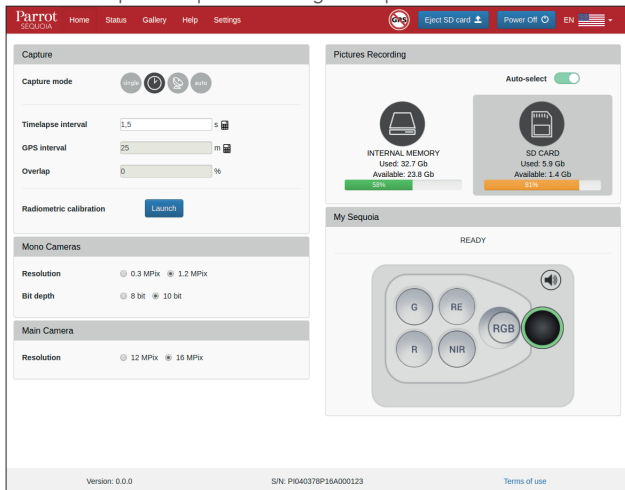 Parrot
SEQUOIA
Home Status Gallery Help Settings
GPS
Eject SD card
Power Off
EN
Capture
Capture mode
single
auto
Timelapse interval 1,5 s
GPS interval 25 m
Overlap 0 %
Radiometric calibration Launch
Mono Cameras
Resolution 0.3 MPix 1.2 MPix
Bit depth 8 bit 10 bit
Main Camera
Resolution 12 MPix 16 MPix
Pictures Recording
Auto-select
INTERNAL MEMORY
Used: 32.7 Gb
Available: 23.8 Gb
58%
SD CARD
Used: 5.9 Gb
Available: 1.4 Gb
81%
My Sequoia
READY
G RE
RGB
R NIR
Version: 0.0.0 S/N: PI040378P16A000123 Terms of use